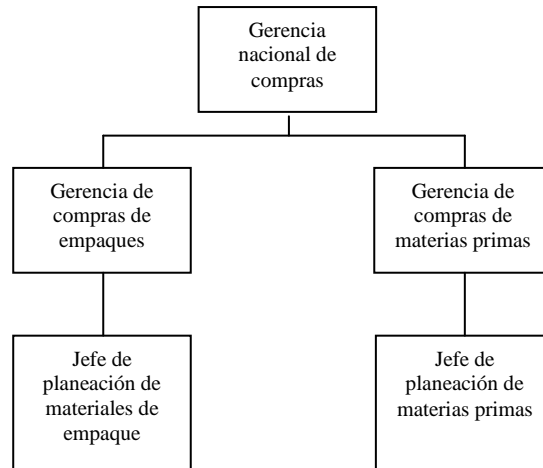 Gerencia
nacional de
compras
Gerencia de
compras de
empaques
Gerencia de
compras de
materias primas
Jefe de
planeación de
materiales de
empaque
Jefe de
planeación de
materias primas